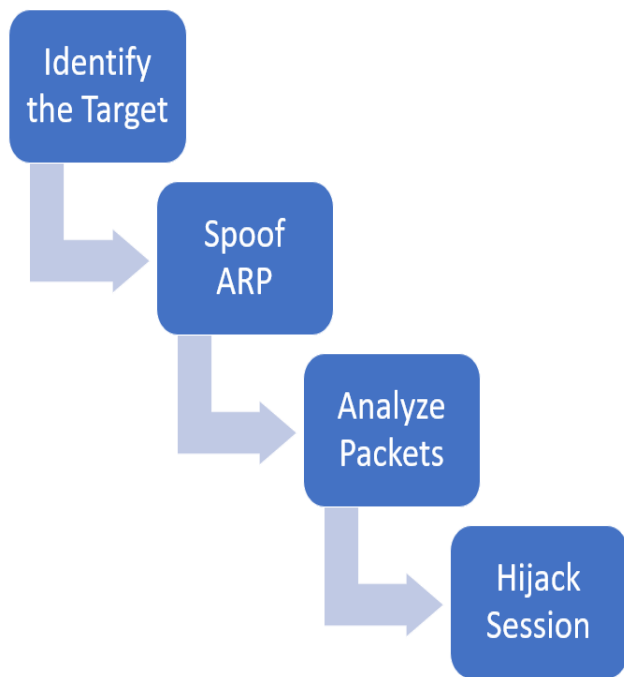 Identify
the Target
Spoof
ARP
Analyze
Packets
Hijack
Session